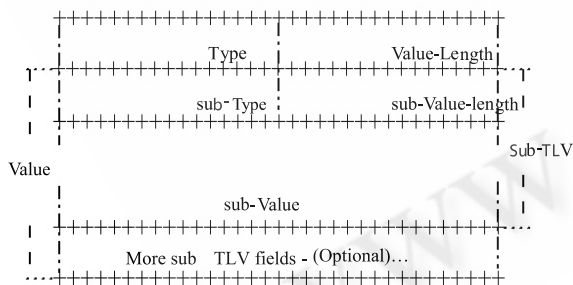 Type Value-Length
sub-Type sub-Value-length
Value
Sub-TLV
sub-Value
More sub TLV fields - (Optional)...